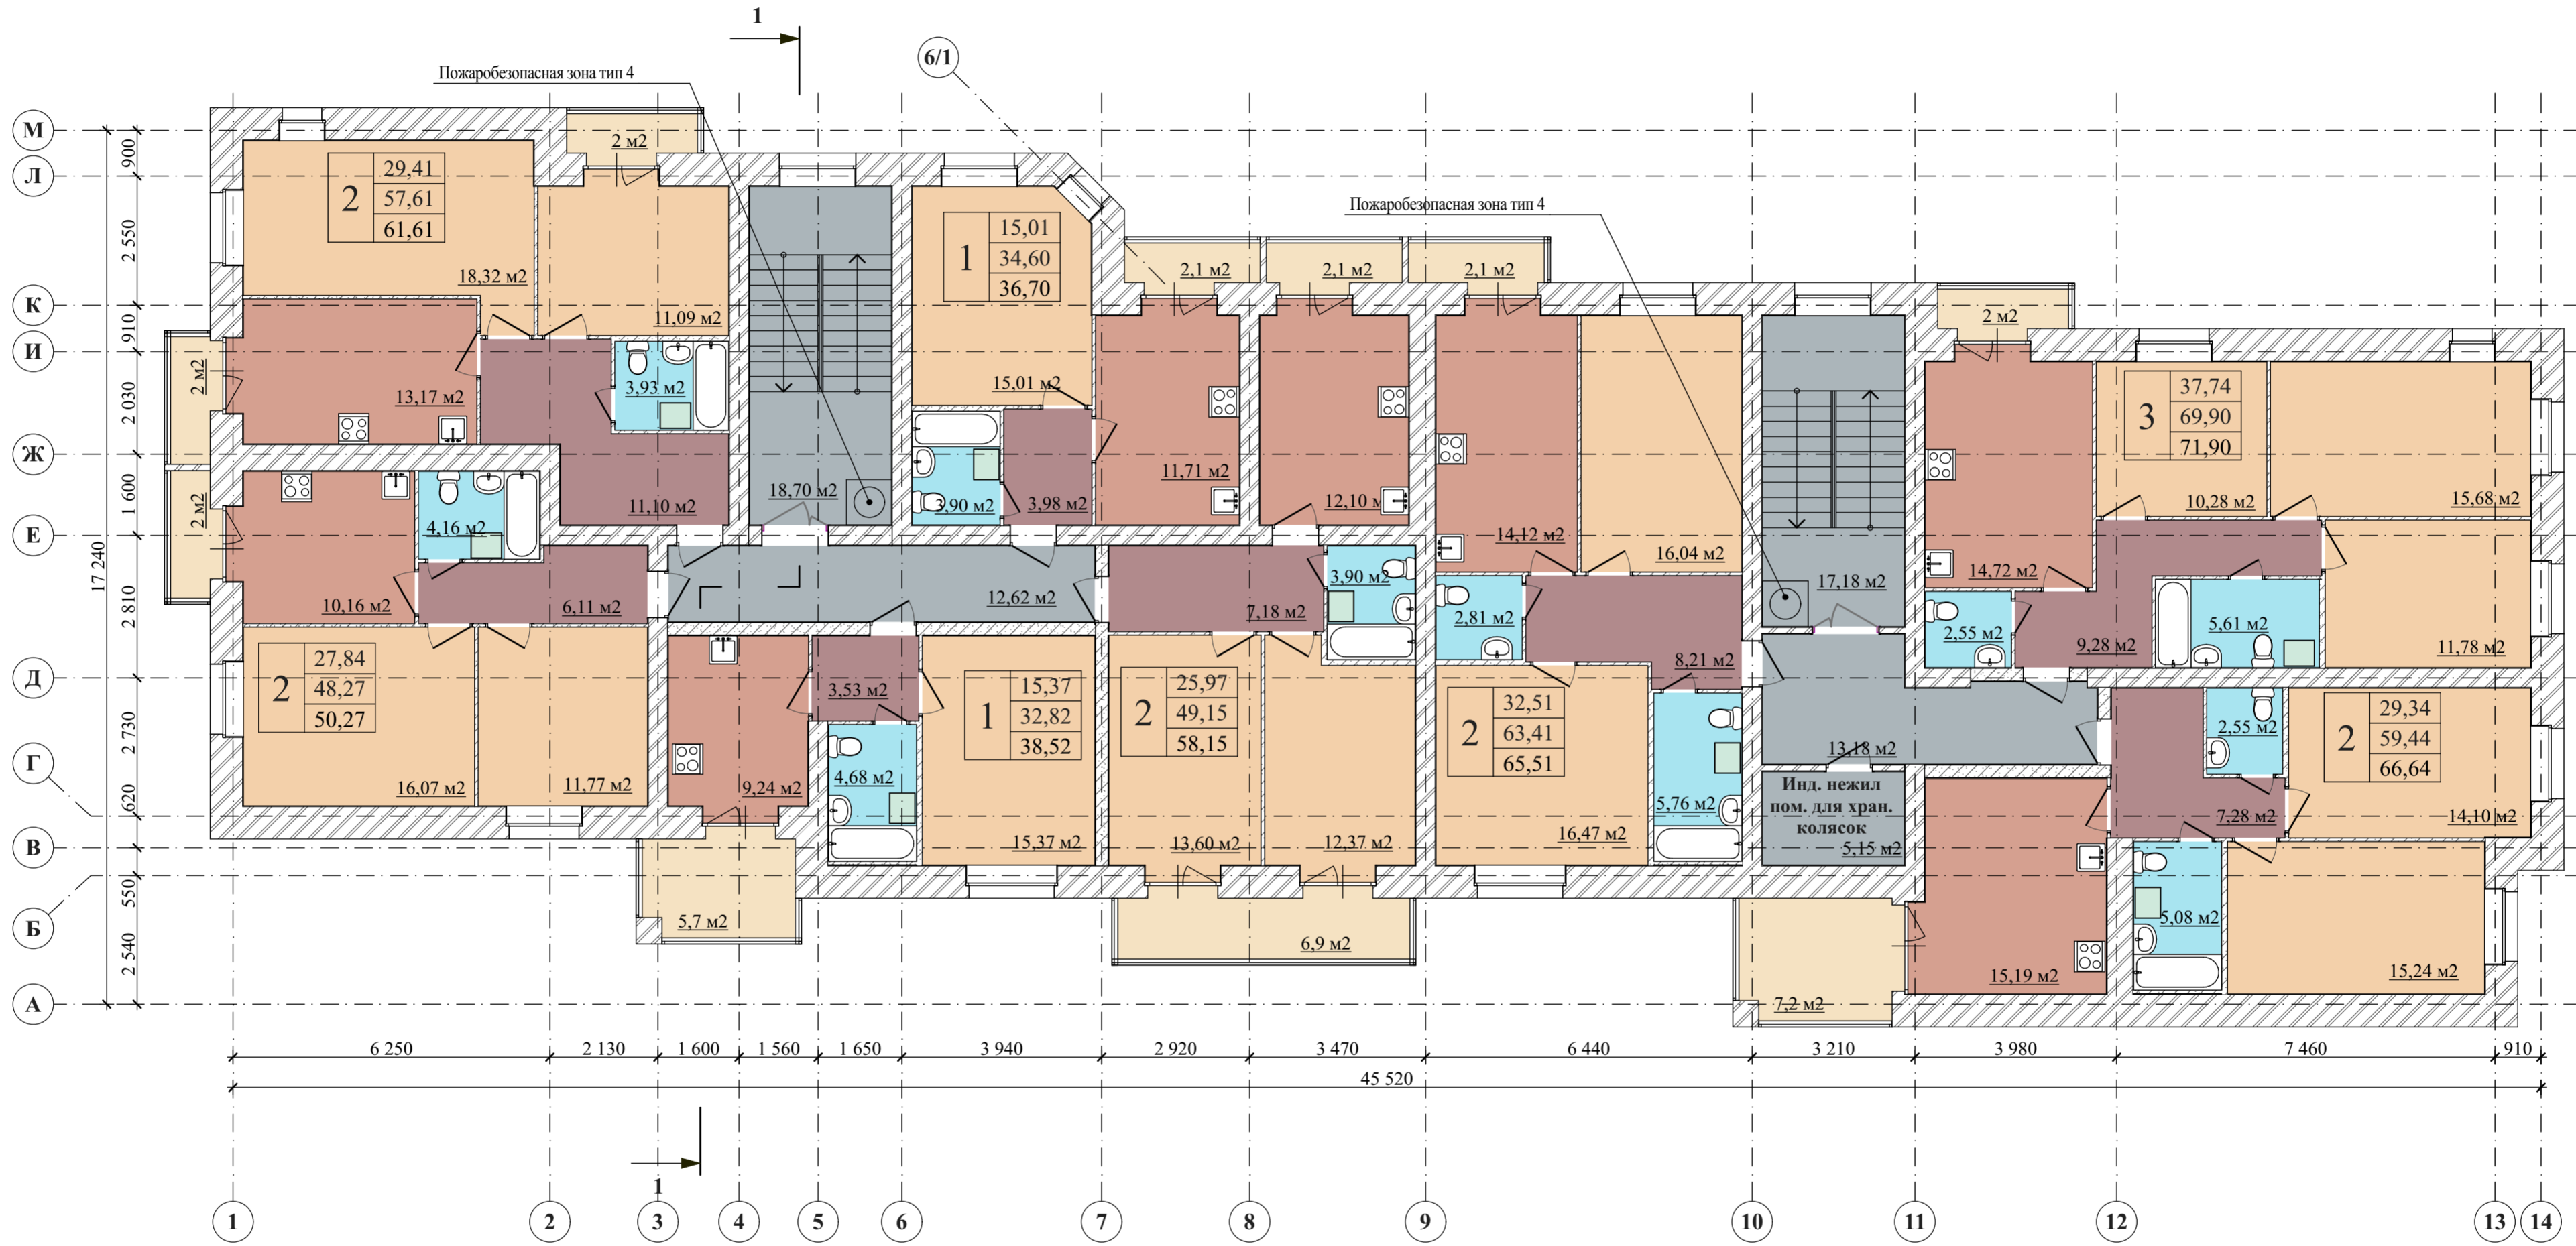 1
6/1
Пожаробезопасная зона тип 4
М
Л
К
И
Ж
Е
Д
Г
В
Б
А
900
2 550
910
2 030
1 600
2 810
2 730
620
550
2 540
17 240
2 м2
2
29,41
57,61
61,61
18,32 м2
11,09 м2
13,17 м2
2 м2
3,93 м2
11,10 м2
18,70 м2
1
15,01
34,60
36,70
15,01 м2
3,90 м2
3,98 м2
11,71 м2
2,1 м2
2,1 м2
2,1 м2
Пожаробезопасная зона тип 4
12,10 м
14,12 м2
16,04 м2
17,18 м2
2 м2
3
37,74
69,90
71,90
10,28 м2
15,68 м2
14,72 м2
2,55 м2
9,28 м2
5,61 м2
11,78 м2
2 м2
4,16 м2
10,16 м2
6,11 м2
12,62 м2
7,18 м2
3,90 м2
2,81 м2
8,21 м2
2
27,84
48,27
50,27
16,07 м2
11,77 м2
3,53 м2
9,24 м2
4,68 м2
1
15,37
32,82
38,52
15,37 м2
2
25,97
49,15
58,15
13,60 м2
12,37 м2
2
32,51
63,41
65,51
16,47 м2
5,76 м2
13,18 м2
Инд. нежил
пом. для хран.
колясок
5,15 м2
2,55 м2
2
29,34
59,44
66,64
7,28 м2
14,10 м2
5,08 м2
15,24 м2
15,19 м2
5,7 м2
6,9 м2
7,2 м2
6 250
2 130
1 600
1 560
1 650
3 940
2 920
3 470
6 440
3 210
3 980
7 460
910
45 520
1
1
2
3
4
5
6
7
8
9
10
11
12
13
14